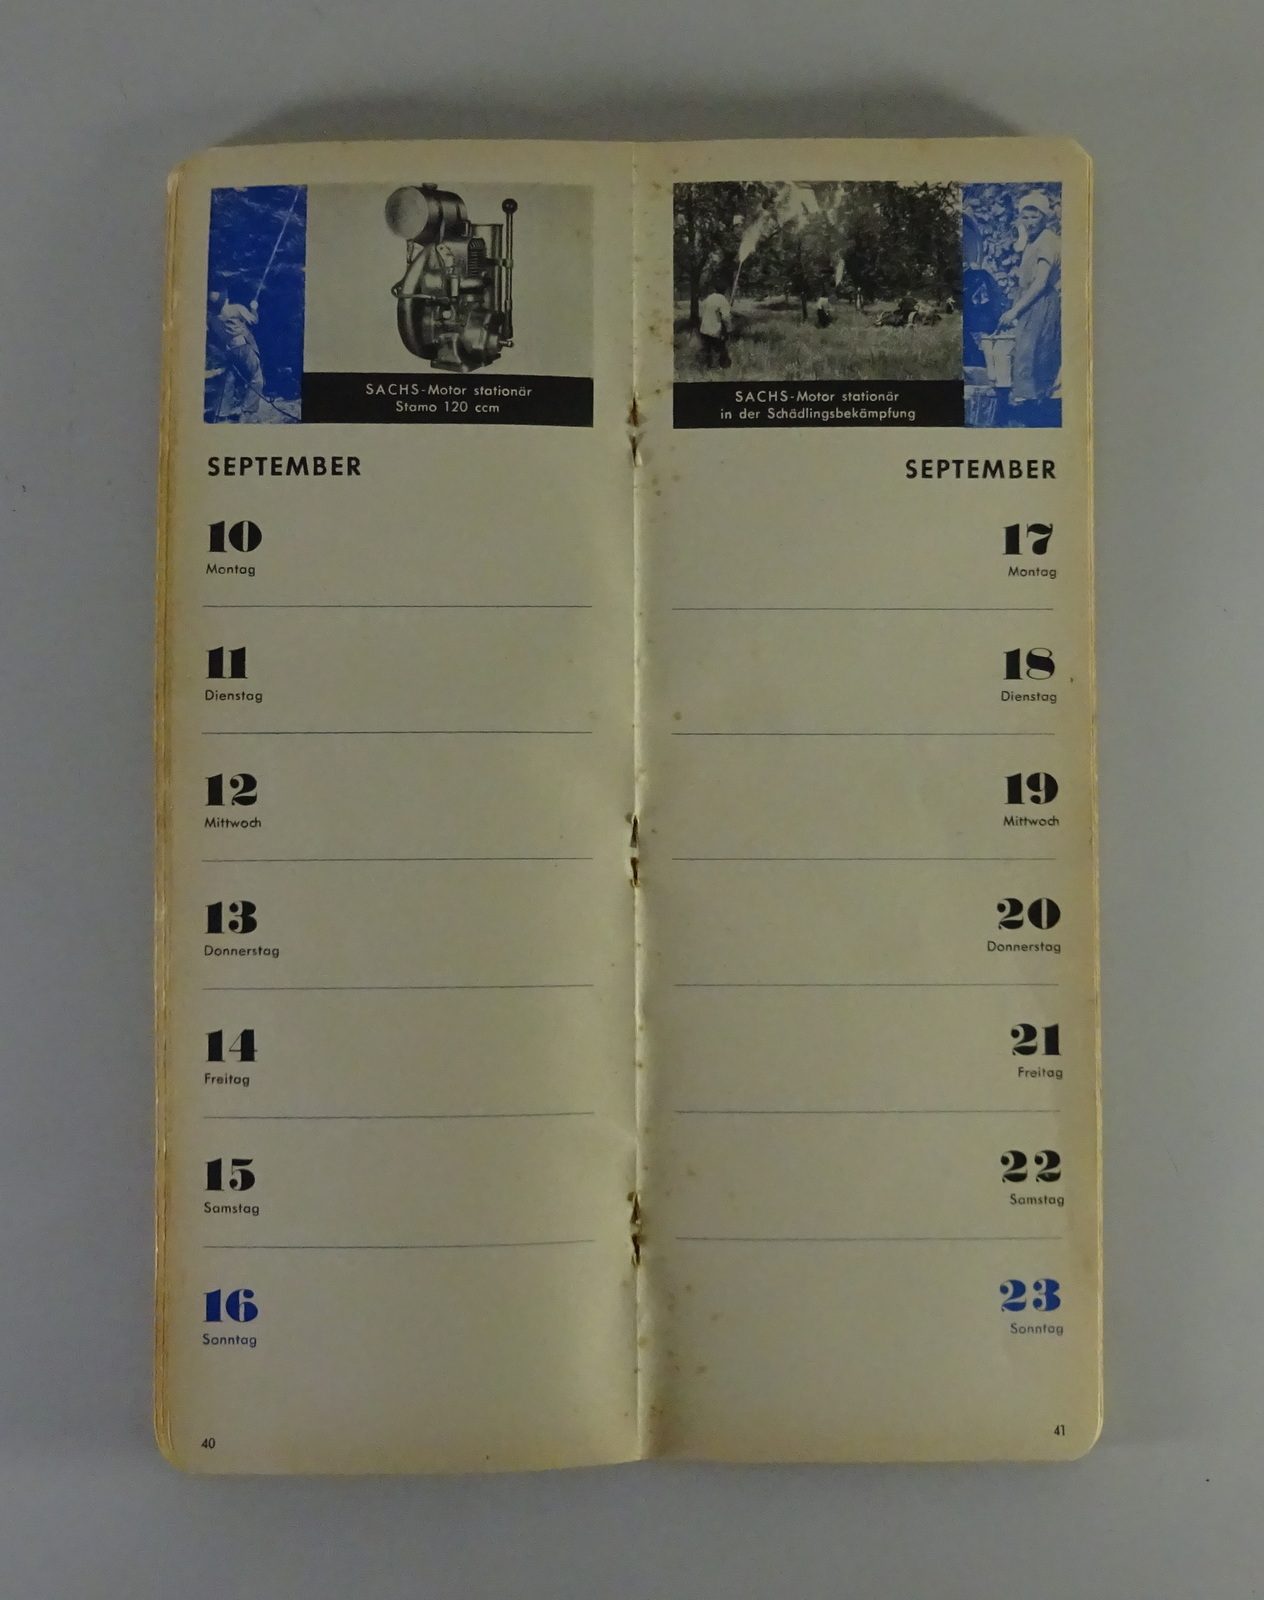 SACHS-Motor stationär
Stamo 120 ccm
SEPTEMBER
10
Montag
11
Dienstag
12
Mittwoch
13
Donnerstag
14
Freitag
15
Samstag
16
Sonntag
40
SACHS-Motor stationär
in der Schädlingsbekämpfung
SEPTEMBER
17
Montag
18
Dienstag
19
Mittwoch
20
Donnerstag
21
Freitag
22
Samstag
23
Sonntag
41